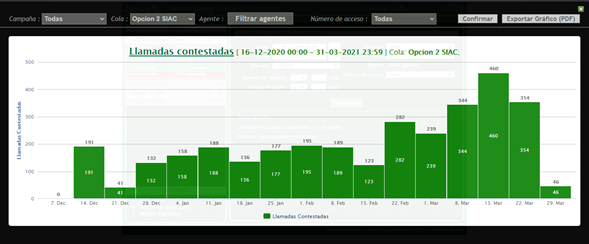 Campaña : Todas Cola : Opcion 2 SIAC Agente : Filtrar agentes Número de acceso : Todas Confirmar Exportar Gráfico (PDF)
Llamadas contestadas [ 16-12-2020 00:00 - 31-03-2021 23:59 ] Cola: Opcion 2 SIAC;
Llamadas Contestadas
500
400
300
200
100
0
0 191 41 132 158 188 136 177 195 189 123 282 239 344 460 354 46
191 41 132 158 188 136 177 195 189 123 282 239 344 460 354 46
7. Dec 14. Dec 21. Dec 28. Dec 4. Jan 11. Jan 18. Jan 25. Jan 1. Feb 8. Feb 15. Feb 22. Feb 1. Mar 8. Mar 15. Mar 22. Mar 29. Mar
Llamadas Contestadas